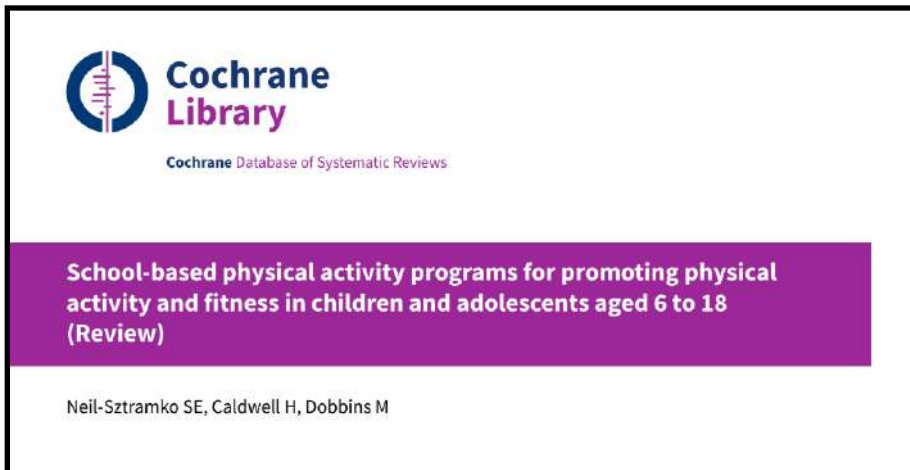 Cochrane
Library
Cochrane Database of Systematic Reviews
School-based physical activity programs for promoting physical
activity and fitness in children and adolescents aged 6 to 18
(Review)
Neil-Sztramko SE, Caldwell H, Dobbins M